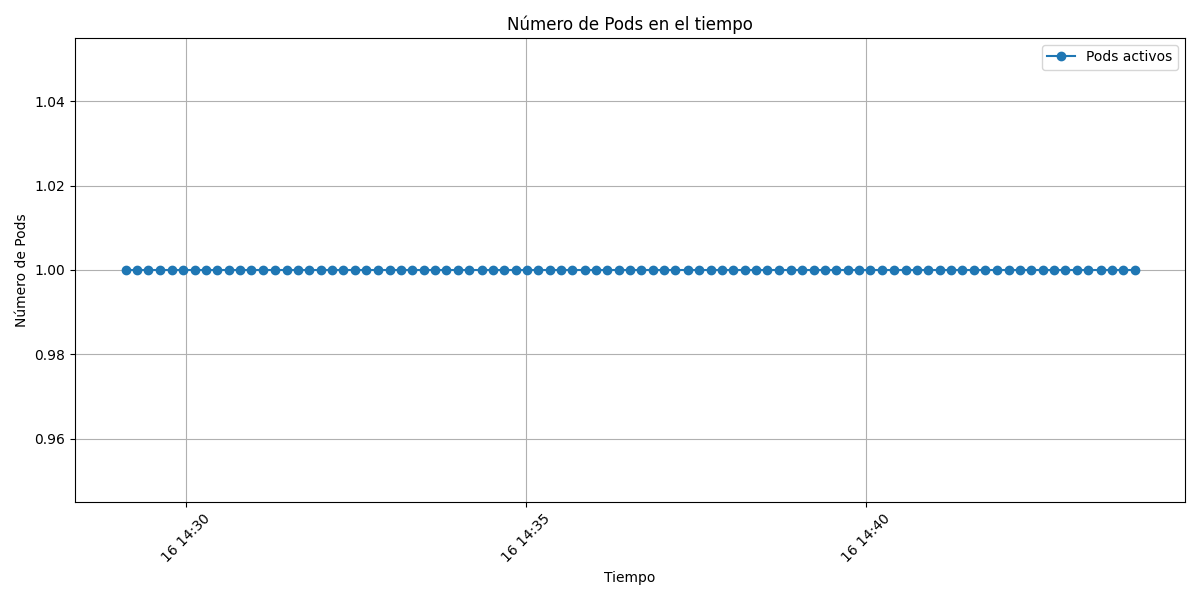 Número de Pods en el tiempo
Pods activos
1.04
1.02
1.00
0.98
0.96
Número de Pods
16 14:30
16 14:35
16 14:40
Tiempo